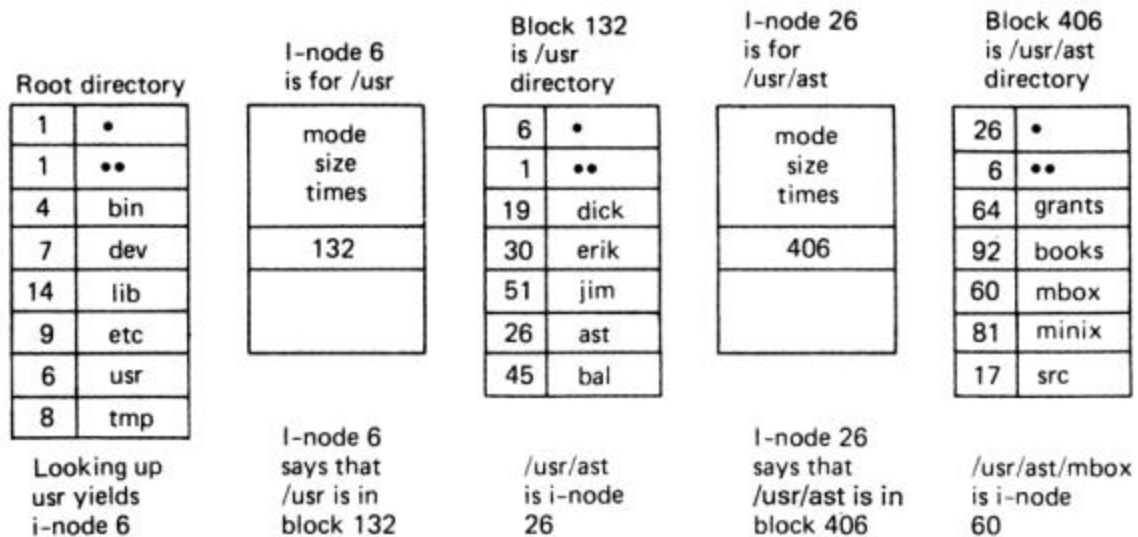 Root directory
1 •
1 ••
4 bin
7 dev
14 lib
9 etc
6 usr
8 tmp
Looking up
usr yields
i-node 6
I-node 6
is for /usr
mode
size
times
132
I-node 6
says that
/usr is in
block 132
Block 132
is /usr
directory
6 •
1 ••
19 dick
30 erik
51 jim
26 ast
45 bal
/usr/ast
is i-node
26
I-node 26
is for
/usr/ast
mode
size
times
406
I-node 26
says that
/usr/ast is in
block 406
Block 406
is /usr/ast
directory
26 •
6 ••
64 grants
92 books
60 mbox
81 minix
17 src
/usr/ast/mbox
is i-node
60